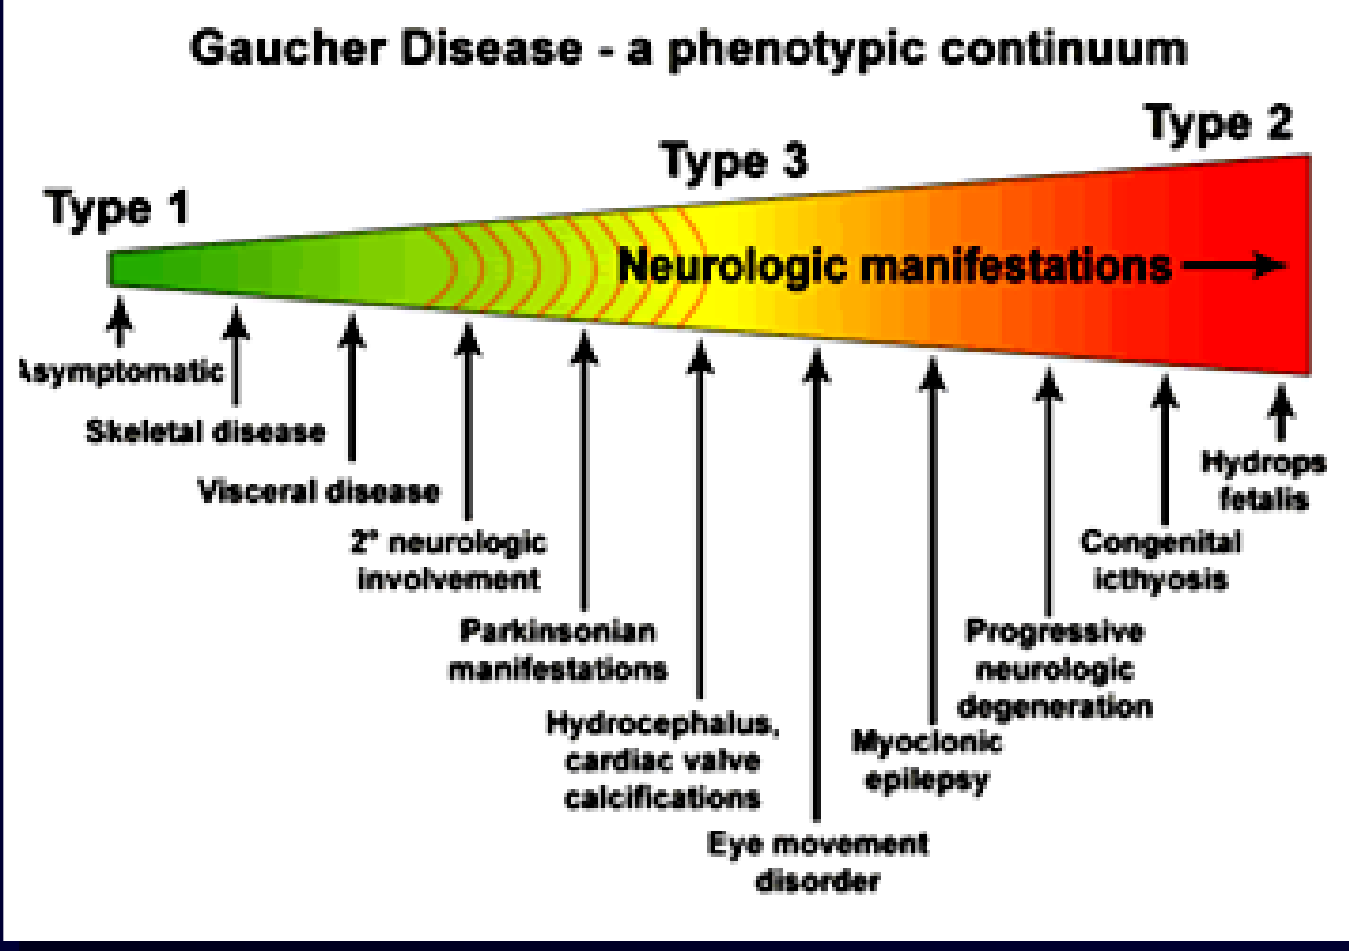 Gaucher Disease - a phenotypic continuum
Type 1
Type 3
Type 2
Neurologic manifestations
Asymptomatic
Skeletal disease
Visceral disease
2° neurologic
involvement
Parkinsonian
manifestations
Hydrocephalus,
cardiac valve
calcifications
Eye movement
disorder
Myoclonic
epilepsy
Progressive
neurologic
degeneration
Congenital
icthyosis
Hydrops
fetalis